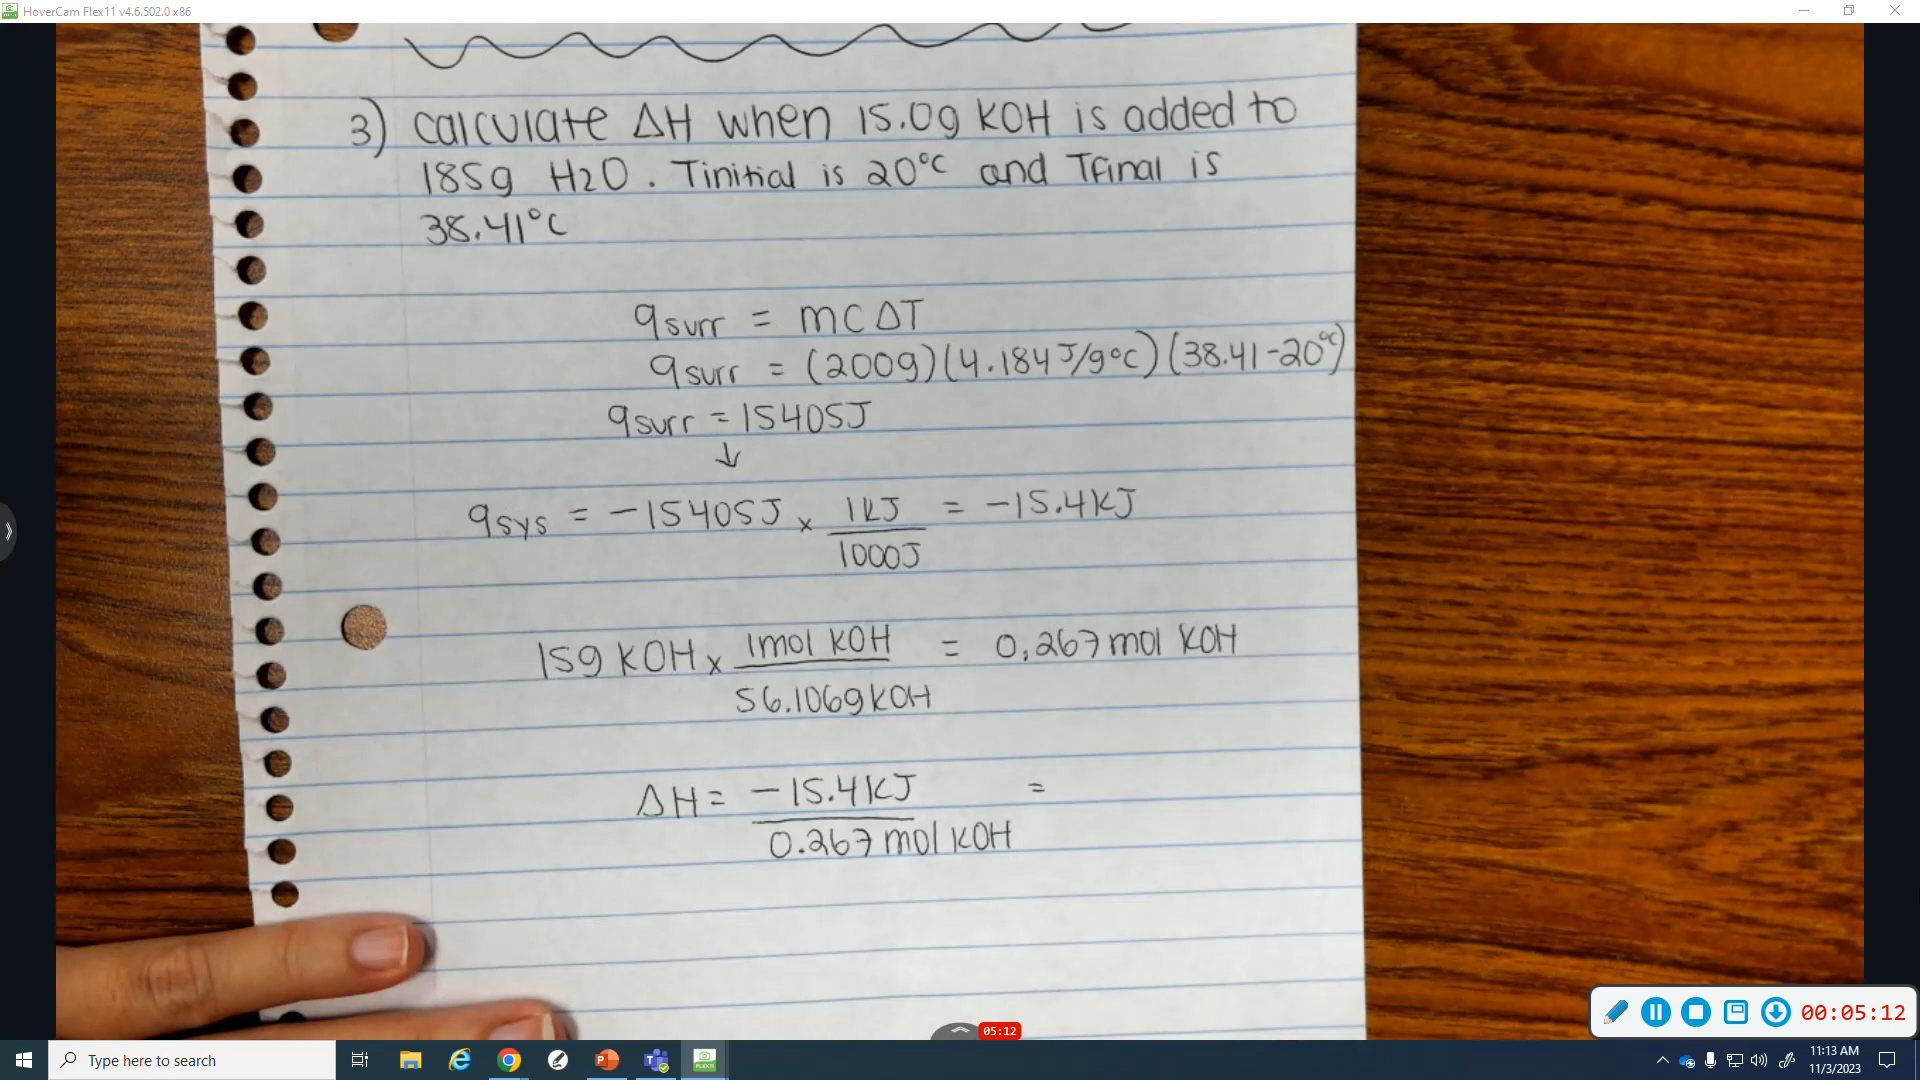 HoverCam Flex11 v4.6.502.0 x86
3) Calculate ΔH when 15.0g KOH is added to
185g H2O. Tinitial is 20°C and Tfinal is
38.41°C
qsurr = mCΔT
qsurr = (200g)(4.184J/g°C)(38.41-20°C)
qsurr = 15405J
↓
qsys = -15405J x 1kJ/1000J = -15.4kJ
15g KOH x 1mol KOH/56.106g KOH = 0.267 mol KOH
ΔH = -15.4kJ/0.267 mol KOH =
00:05:12
05:12
Type here to search
11:13 AM
11/3/2023